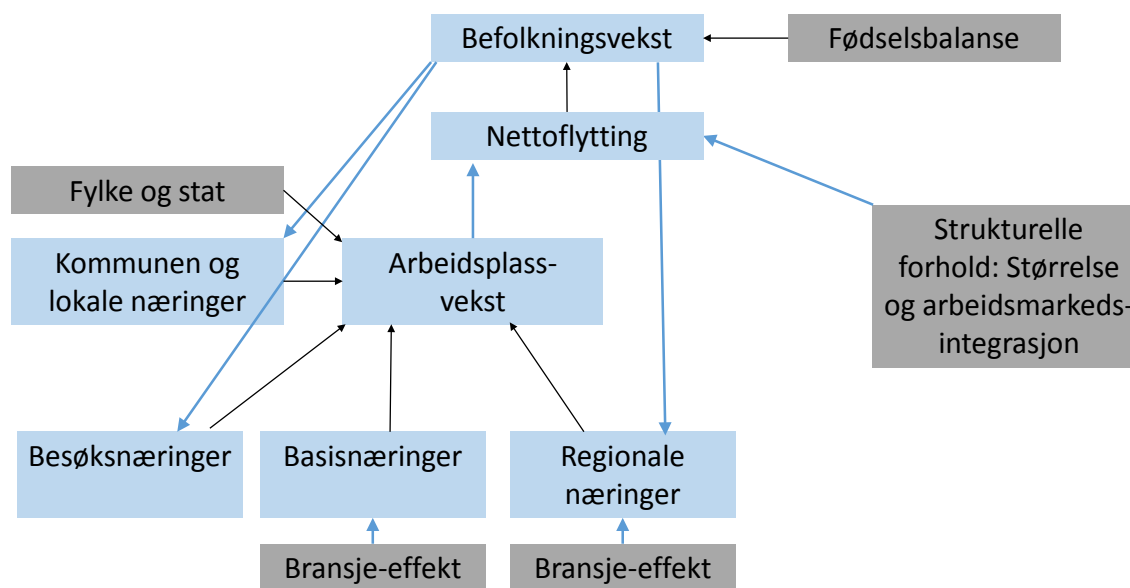 Befolkningsvekst
Fødselsbalanse
Nettoflytting
Fylke og stat
Kommunen og
lokale næringer
Arbeidsplass-
vekst
Strukturelle
forhold: Størrelse
og arbeidsmarkeds-
integrasjon
Besøksnæringer
Basisnæringer
Regionale
næringer
Bransje-effekt
Bransje-effekt